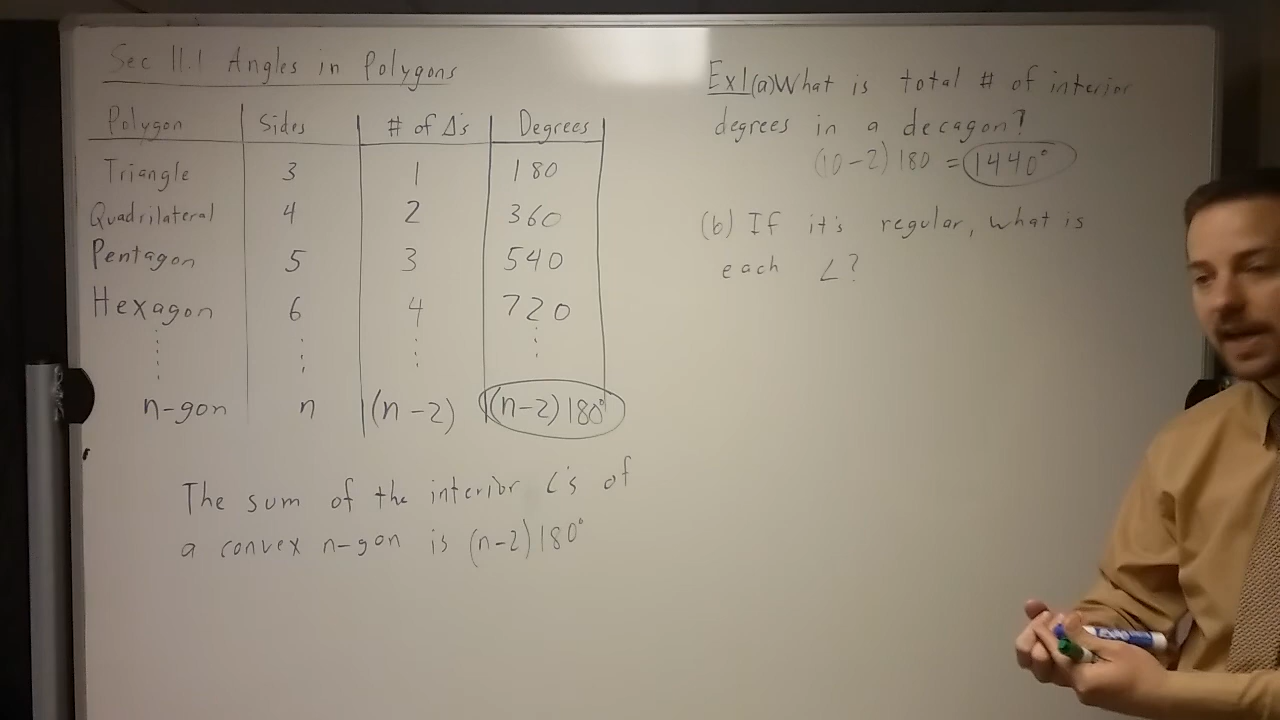 Sec 11.1 Angles in Polygons
Polygon Sides # of Δ's Degrees
Triangle 3 1 180
Quadrilateral 4 2 360
Pentagon 5 3 540
Hexagon 6 4 720
n-gon n (n-2) (n-2)180°
The sum of the interior ∠'s of
a convex n-gon is (n-2)180°
Ex1(a)What is total # of interior
degrees in a decagon?
(10-2)180 = 1440°
(b) If it's regular, what is
each ∠?
EXPO